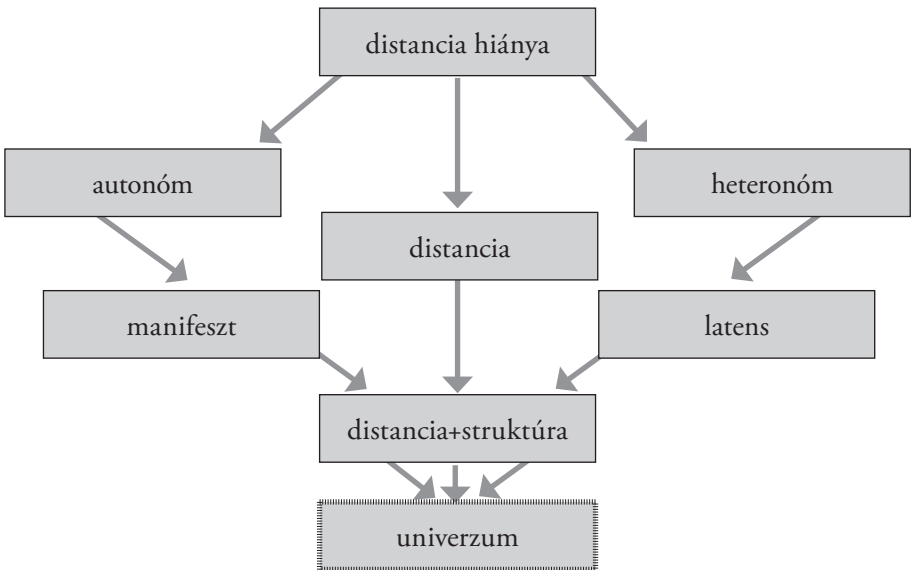 distancia hiánya
autonóm
heteronóm
distancia
manifeszt
latens
distancia+struktúra
univerzum